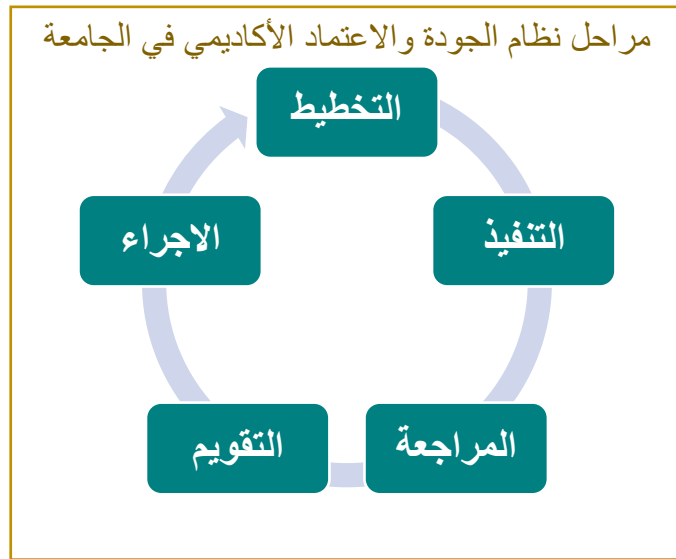 مراحل نظام الجودة والاعتماد الأكاديمي في الجامعة
التخطيط
التنفيذ
المراجعة
التقويم
الاجراء